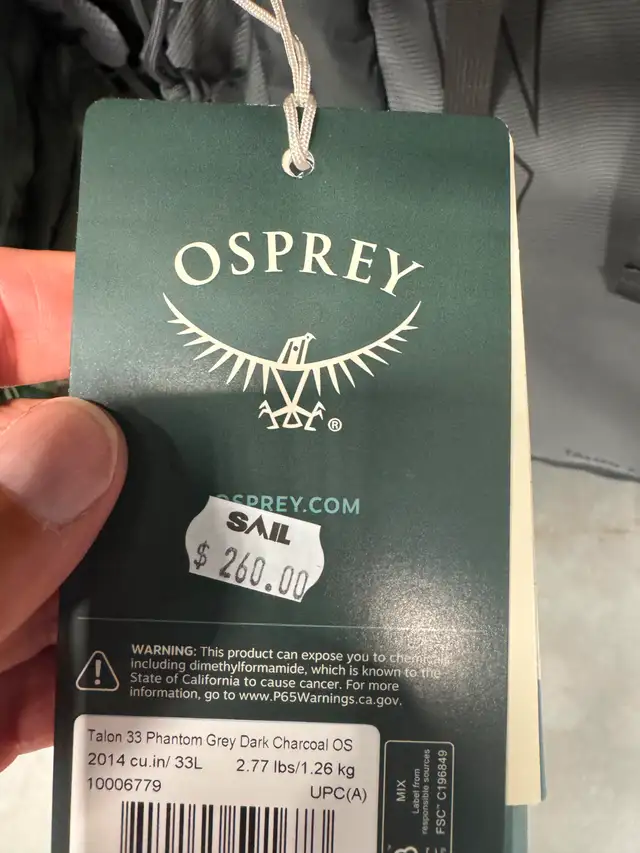 OSPREY
®
OSPREY.COM
SAIL
$ 260.00
WARNING: This product can expose you to
including dimethylformamide, which is known to the
State of California to cause cancer. For more
information, go to www.P65Warnings.ca.gov.
Talon 33 Phantom Grey Dark Charcoal OS
2014 cu.in/ 33L 2.77 lbs/1.26 kg
10006779
UPC(A)
MIX
Label from
responsible sources
FSC™ C196849